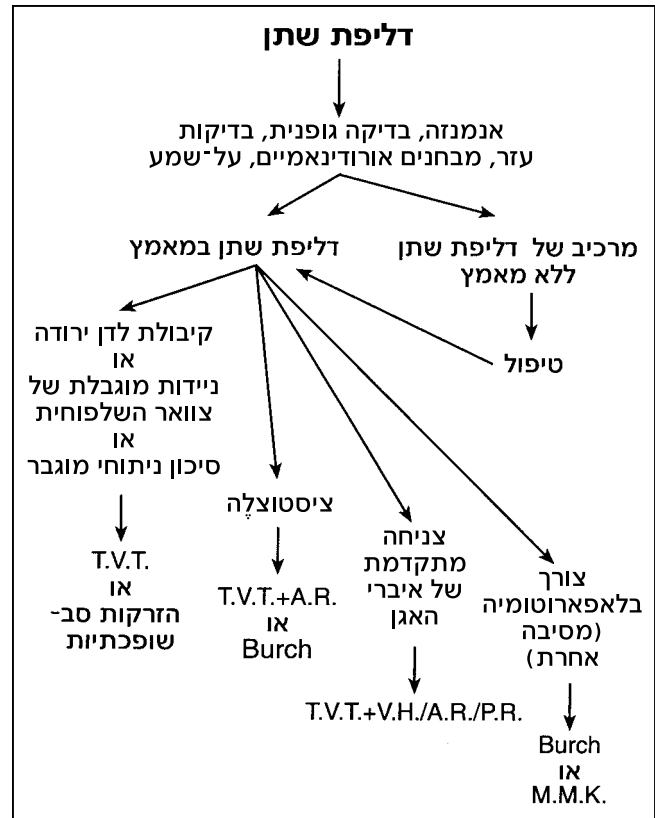 דליפת שתן
אנמנזה, בדיקה גופנית, בדיקות
עזר, מבחנים אורודינאמיים, על-שמע
מרכיב של דליפת שתן
ללא מאמץ
טיפול
דליפת שתן במאמץ
קיבולת לדן ירודה
או
ניידות מוגבלת של
צוואר השלפוחית
או
סיכון ניתוחי מוגבר
T.V.T.
או
הזרקות סב-
שופכתיות
ציסטוצלֶה
T.V.T.+A.R.
או
Burch
צניחה
מתקדמת
של איברי
האגן
T.V.T.+V.H./A.R./P.R.
צורך
בלאפארוטומיה
(מסיבה
אחרת)
Burch
או
M.M.K.